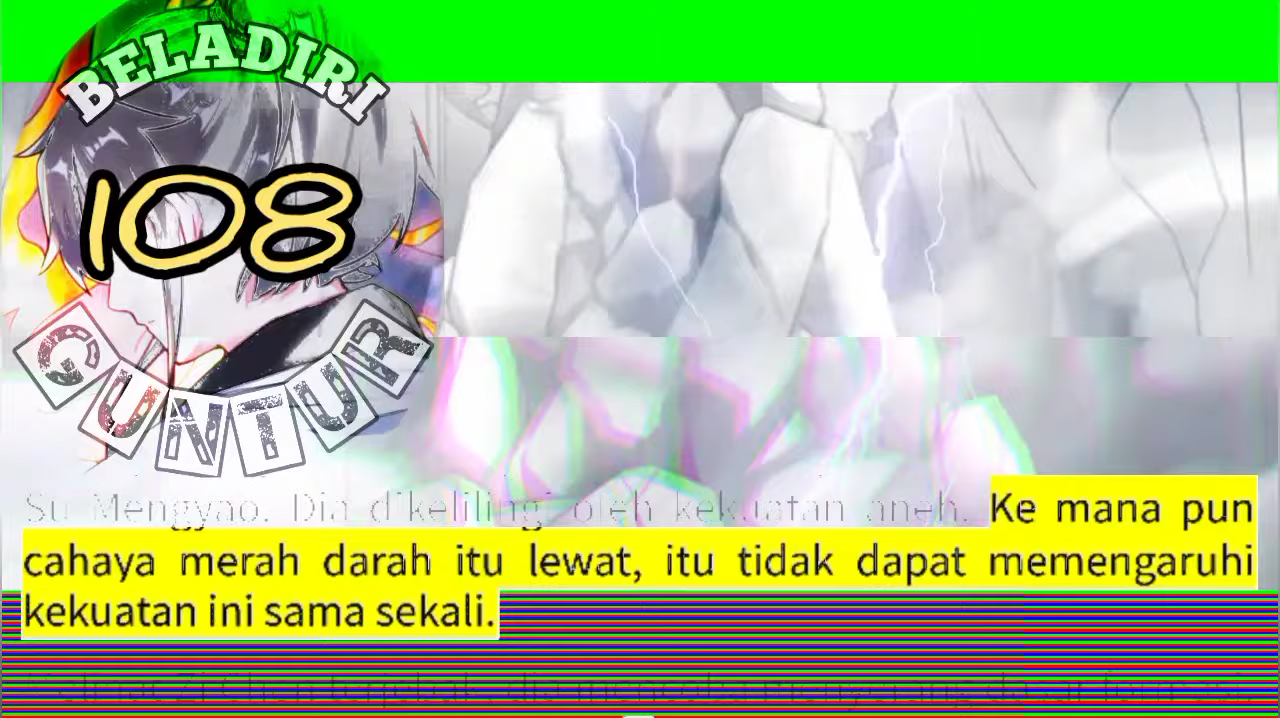 BELADIRI
108
GUNTUR
Su Mengyao. Dia dikelilingi oleh kekuatan aneh. Ke mana pun
cahaya merah darah itu lewat, itu tidak dapat memengaruhi
kekuatan ini sama sekali.